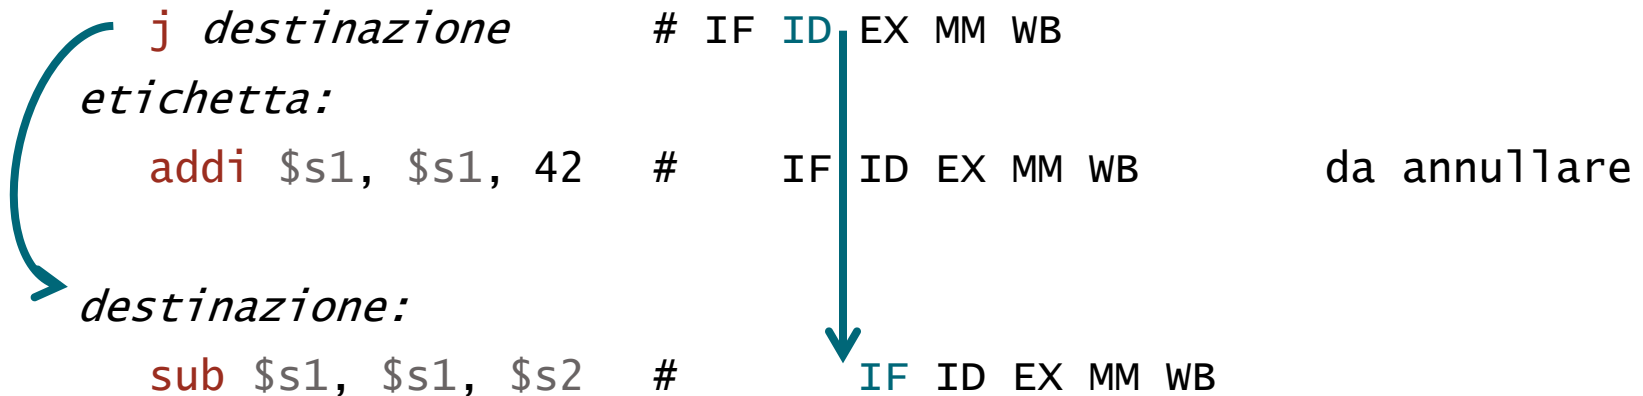 j destinazione # IF ID EX MM WB
etichetta:
addi $s1, $s1, 42 # IF ID EX MM WB da annullare
destinazione:
sub $s1, $s1, $s2 # IF ID EX MM WB